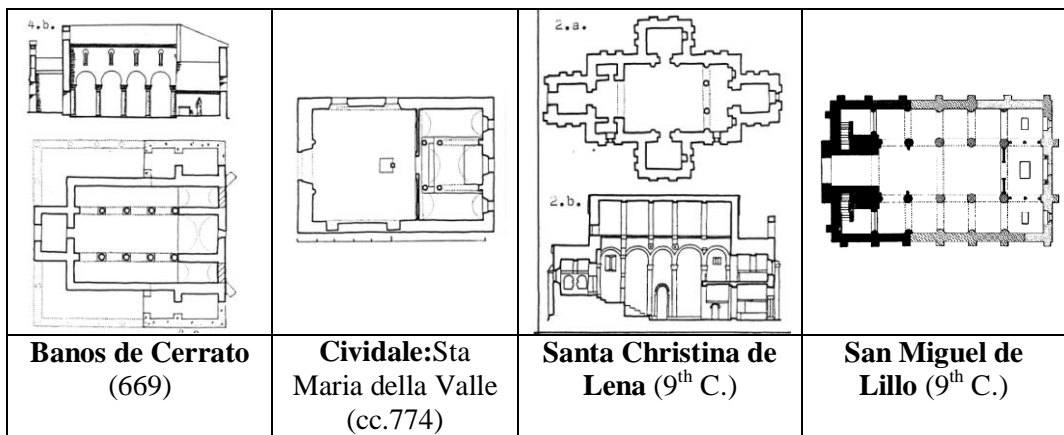 4.b.
2.a.
2.b.
Banos de Cerrato
(669)
Cividale:Sta
Maria della Valle
(cc.774)
Santa Christina de
Lena (9th C.)
San Miguel de
Lillo (9th C.)